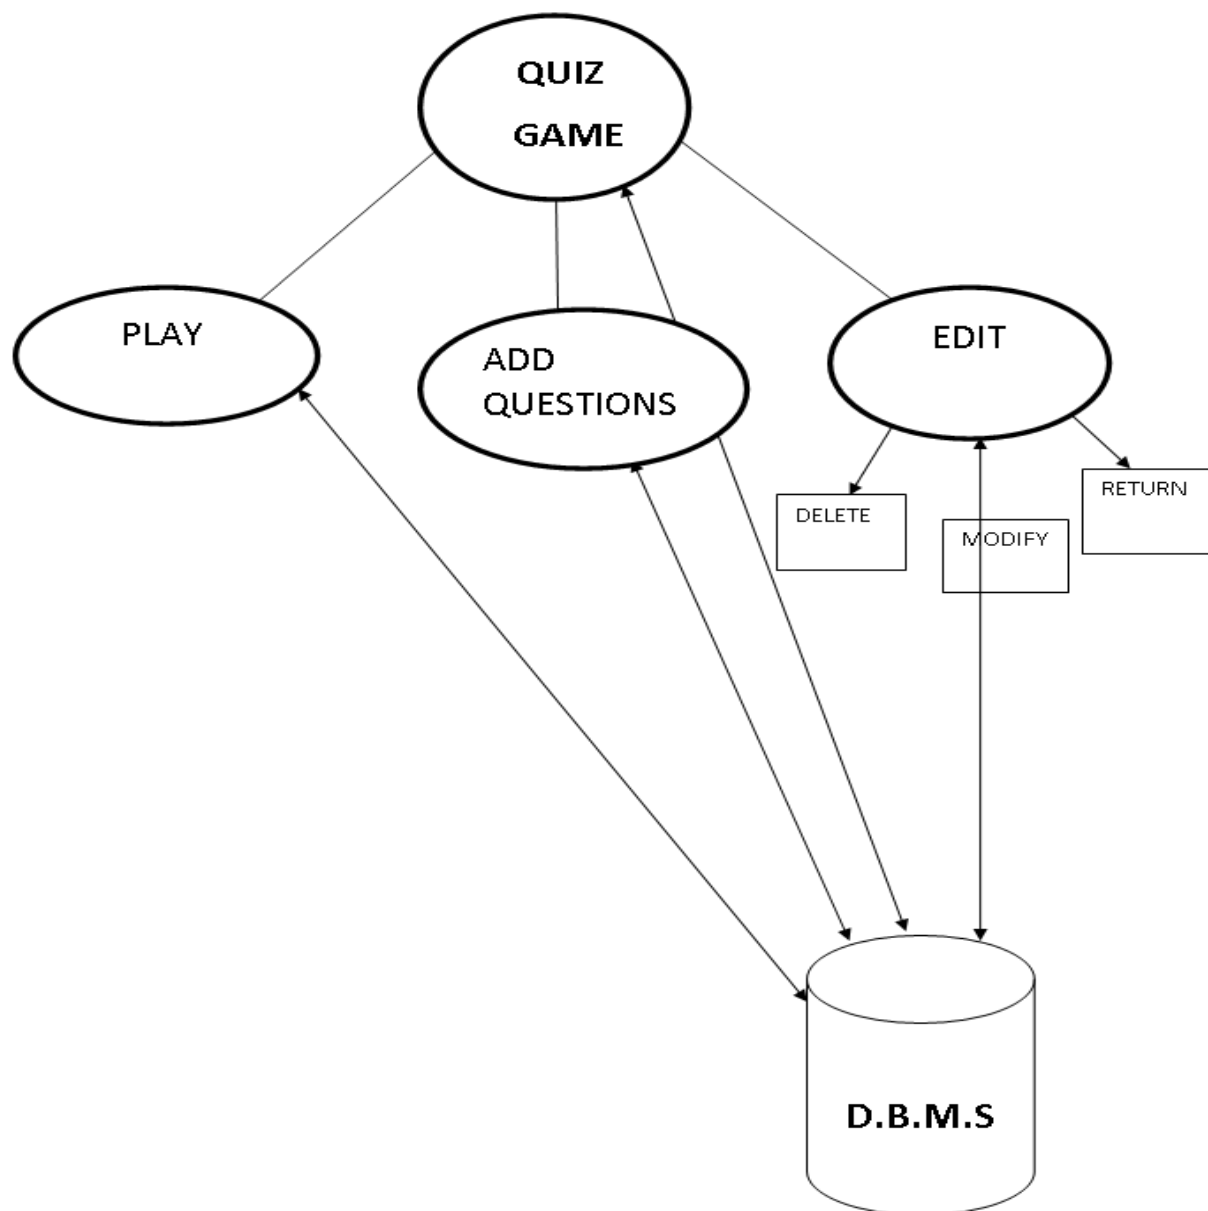 QUIZ
GAME
PLAY
ADD
QUESTIONS
EDIT
DELETE
MODIFY
RETURN
D.B.M.S